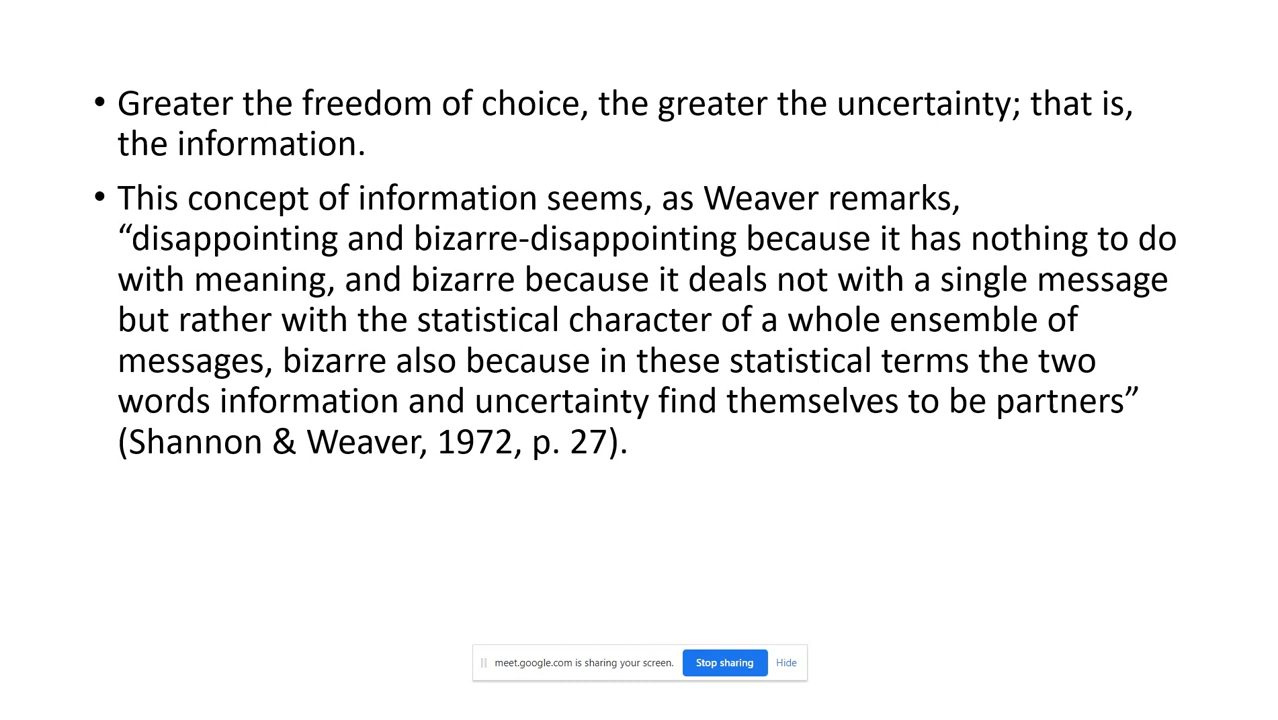 • Greater the freedom of choice, the greater the uncertainty; that is,
the information.
• This concept of information seems, as Weaver remarks,
“disappointing and bizarre-disappointing because it has nothing to do
with meaning, and bizarre because it deals not with a single message
but rather with the statistical character of a whole ensemble of
messages, bizarre also because in these statistical terms the two
words information and uncertainty find themselves to be partners”
(Shannon & Weaver, 1972, p. 27).
meet.google.com is sharing your screen. Stop sharing Hide